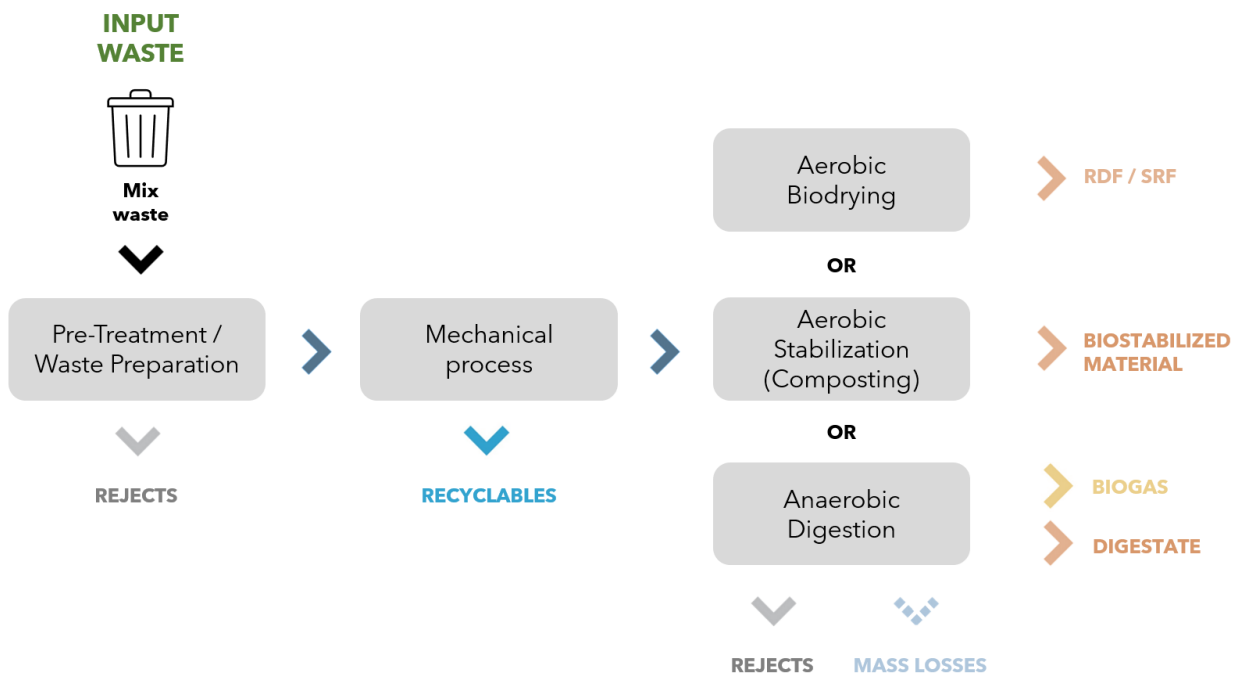 INPUT
WASTE
Mix
waste
Pre-Treatment /
Waste Preparation
REJECTS
Mechanical
process
RECYCLABLES
Aerobic
Biodrying
RDF / SRF
OR
Aerobic
Stabilization
(Composting)
BIOSTABILIZED
MATERIAL
OR
Anaerobic
Digestion
BIOGAS
DIGESTATE
REJECTS
MASS LOSSES